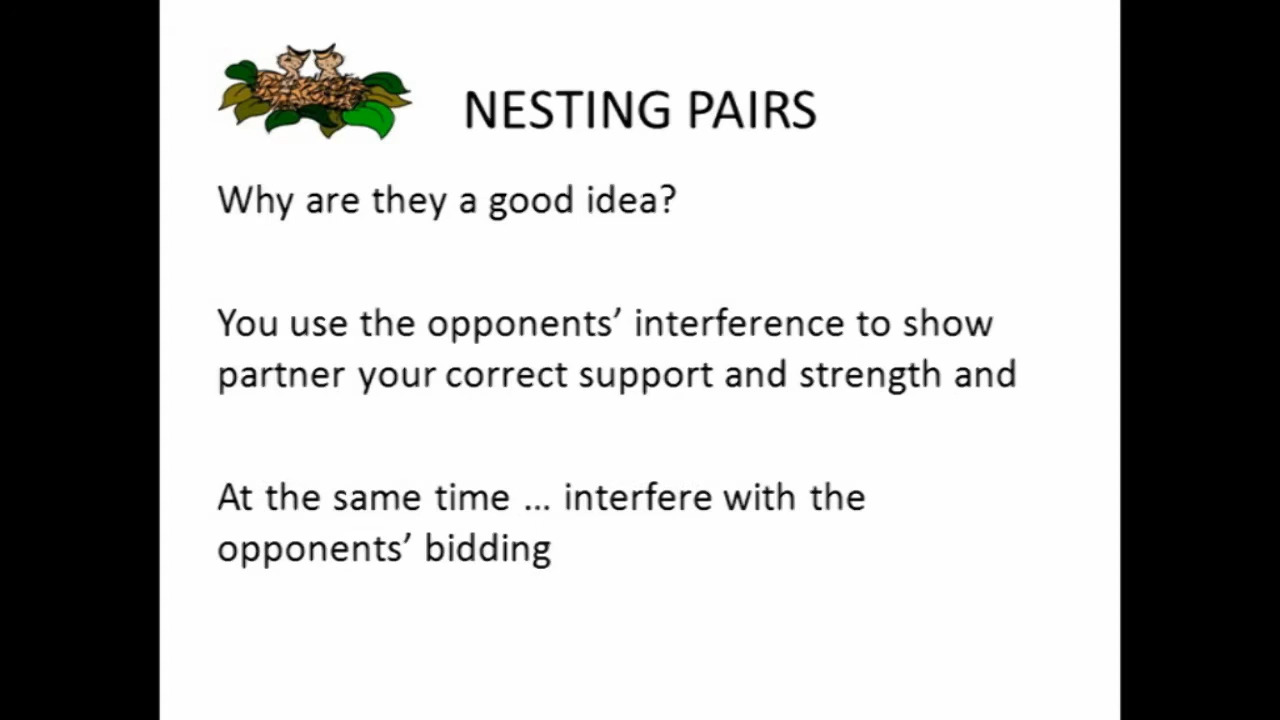 NESTING PAIRS
Why are they a good idea?
You use the opponents’ interference to show
partner your correct support and strength and
At the same time ... interfere with the
opponents’ bidding